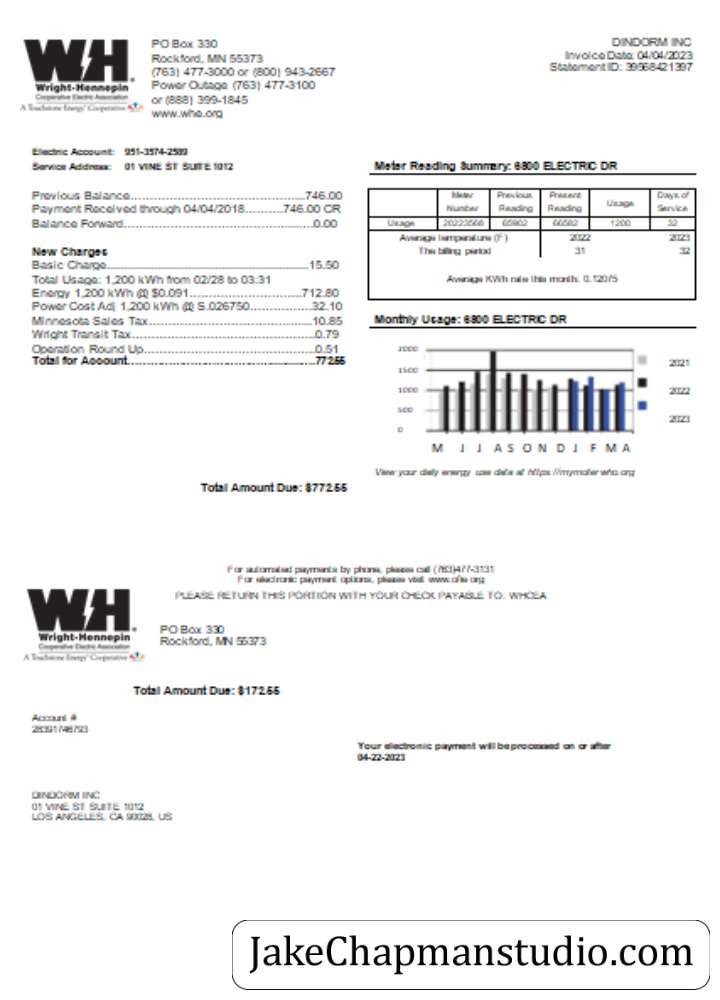 WH
Wright-Hennepin
Cooperative Electric Association
A Touchstone Energy® Cooperative
PO Box 330
Rockford, MN 55373
(763) 477-3000 or (800) 943-2667
Power Outage (763) 477-3100
or (888) 399-1845
www.whe.org
DINDORM INC
Invoice Date: 04/04/2023
Statement ID: 39568421397
Electric Account: 951-3574-2589
Service Address: 01 VINE ST SUITE 1012
Previous Balance........746.00
Payment Received through 04/04/2018........746.00 CR
Balance Forward........0.00
New Charges
Basic Charge........15.50
Total Usage: 1,200 kWh from 02/28 to 03:31
Energy 1,200 kWh @ $0.091........712.80
Power Cost Adj 1,200 kWh @ S.026750........32.10
Minnesota Sales Tax........10.85
Wright Transit Tax........0.79
Operation Round Up........0.51
Total for Account........772.55
Total Amount Due: $772.55
Meter Reading Summary: 6800 ELECTRIC DR
Meter Number Previous Reading Present Reading Usage Days of Service
Usage 20223568 65902 66582 1200 32
Average temperature (F°) 2022 2023
The billing period 31 32
Average KWh rate this month: 0.12075
Monthly Usage: 6800 ELECTRIC DR
2000
1500
1000
500
0
M J J A S O N D J F M A
2021
2022
2023
View your daily energy use data at https://mymeter.who.org
For automated payments by phone, please call (763)477-3131
For electronic payment options, please visit www.ofie.org
PLEASE RETURN THIS PORTION WITH YOUR CHECK PAYABLE TO: WHCEA
WH
Wright-Hennepin
Cooperative Electric Association
A Touchstone Energy® Cooperative
PO Box 330
Rockford, MN 55373
Total Amount Due: $172.55
Account #
28391746793
Your electronic payment will be processed on or after
04-22-2023
DINDORM INC
01 VINE ST SUITE 1012
LOS ANGELES, CA 90028, US
JakeChapmanstudio.com